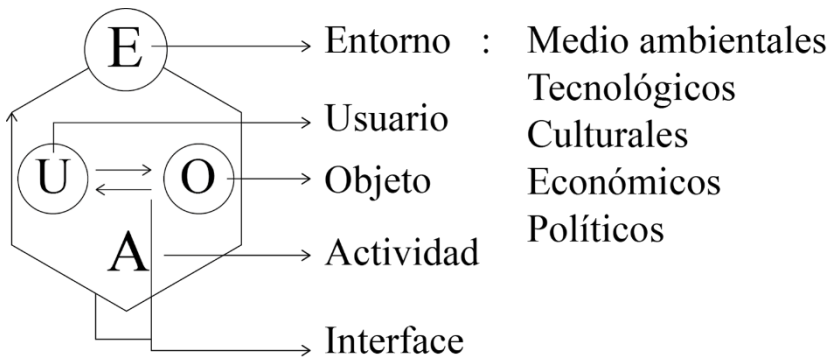 E
Entorno : Medio ambientales
Tecnológicos
Usuario
Culturales
U O
Objeto
Económicos
Políticos
A
Actividad
Interface